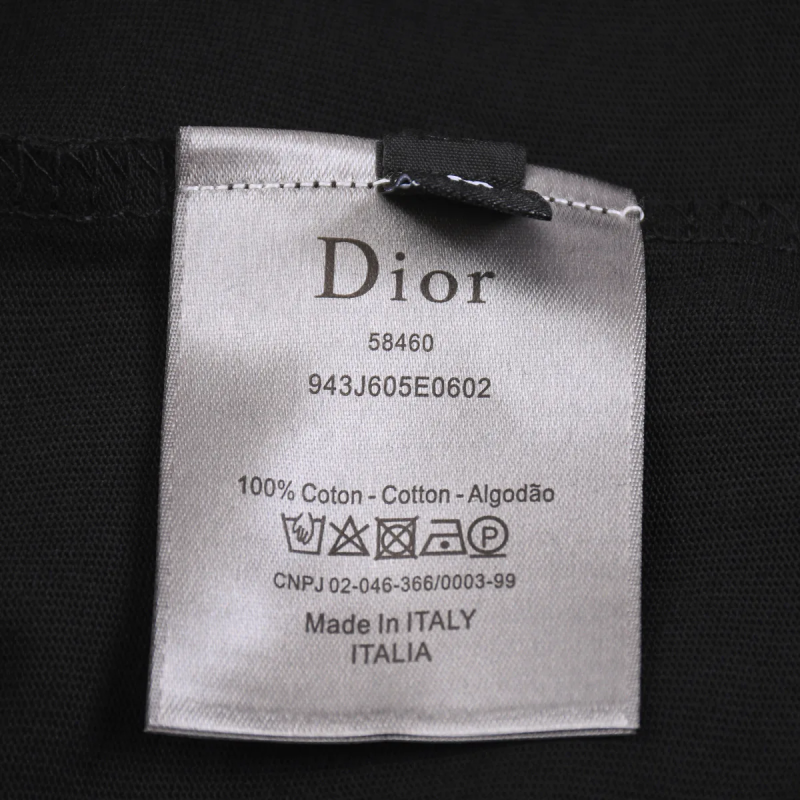 Dior
58460
943J605E0602
100% Coton - Cotton - Algodão
P
CNPJ 02-046-366/0003-99
Made In ITALY
ITALIA